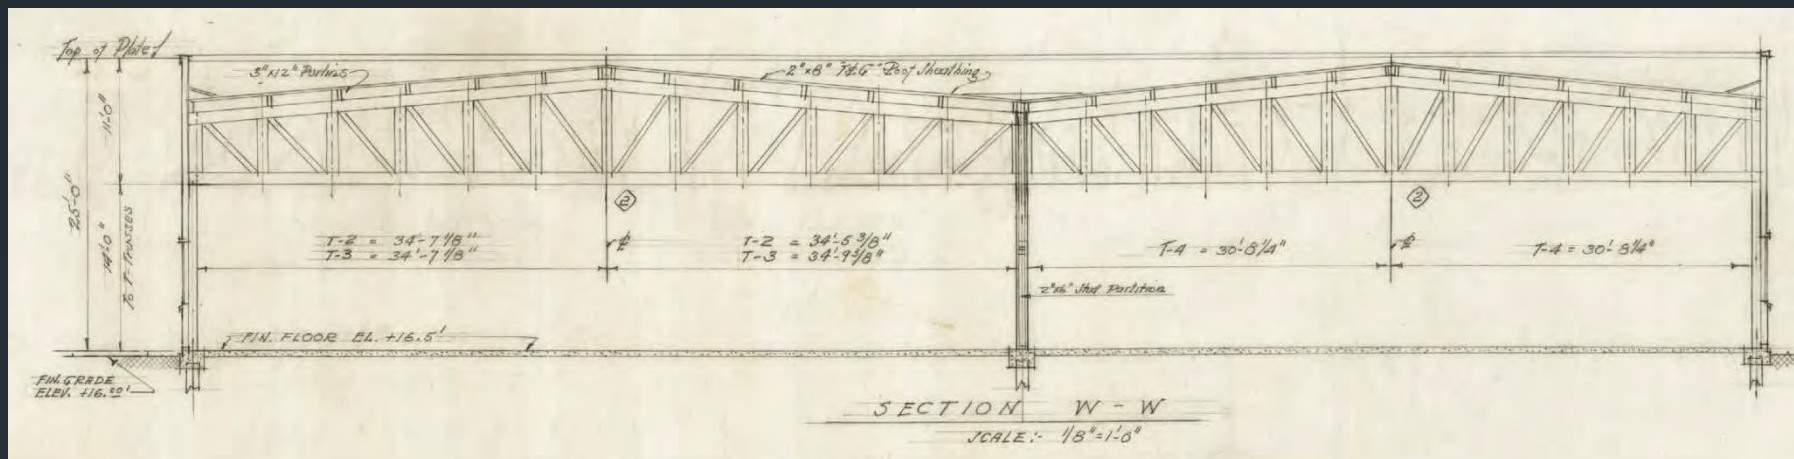 Top of Plate
3"x12" Purlins
2"x8" T&G Roof Sheathing
11'-0"
25'-0"
14'-0"
To T-Trusses
2
2
T-2 = 34'-7 1/8"
T-3 = 34'-7 1/8"
℄
T-2 = 34'-5 3/8"
T-3 = 34'-9 3/8"
T-4 = 30'-8 1/4"
℄
T-4 = 30'-8 1/4"
2"x6" Stud Partition
FIN. FLOOR EL. +16.5'
FIN. GRADE
ELEV. +16.00'
SECTION W-W
SCALE:- 1/8"=1'-0"